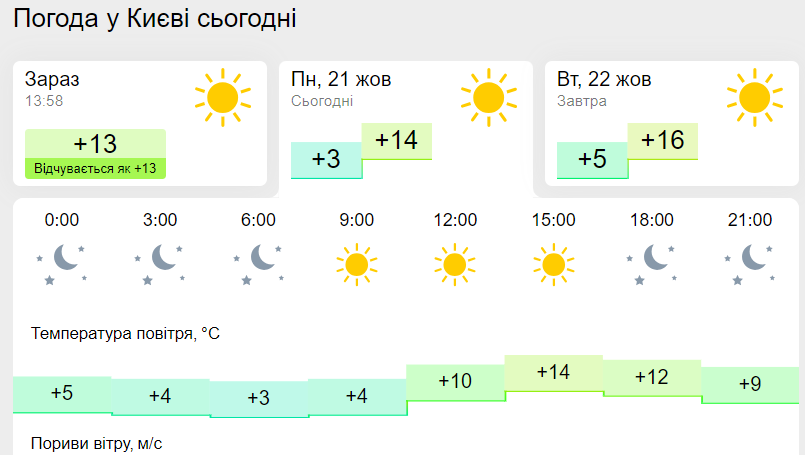 Погода у Києві сьогодні
Зараз
13:58
+13
Відчувається як +13
Пн, 21 жов
Сьогодні
+3 +14
Вт, 22 жов
Завтра
+5 +16
0:00 3:00 6:00 9:00 12:00 15:00 18:00 21:00
Температура повітря, °C
+5 +4 +3 +4 +10 +14 +12 +9
Пориви вітру, м/с